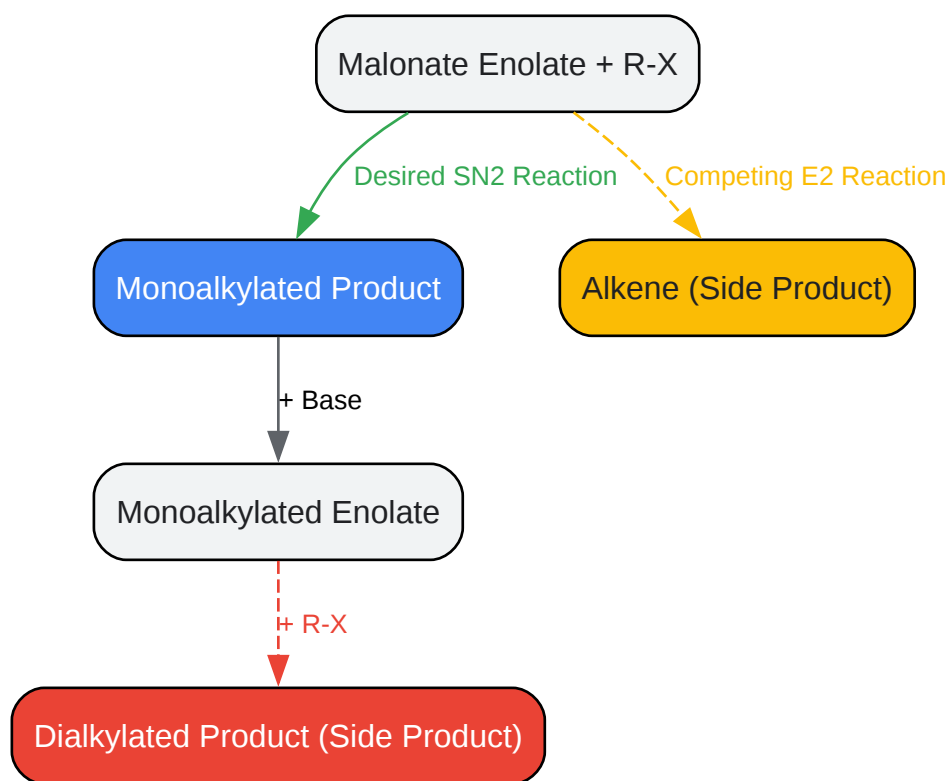 Malonate Enolate + R-X
Desired SN2 Reaction
Competing E2 Reaction
Monoalkylated Product
Alkene (Side Product)
+ Base
Monoalkylated Enolate
+ R-X
Dialkylated Product (Side Product)